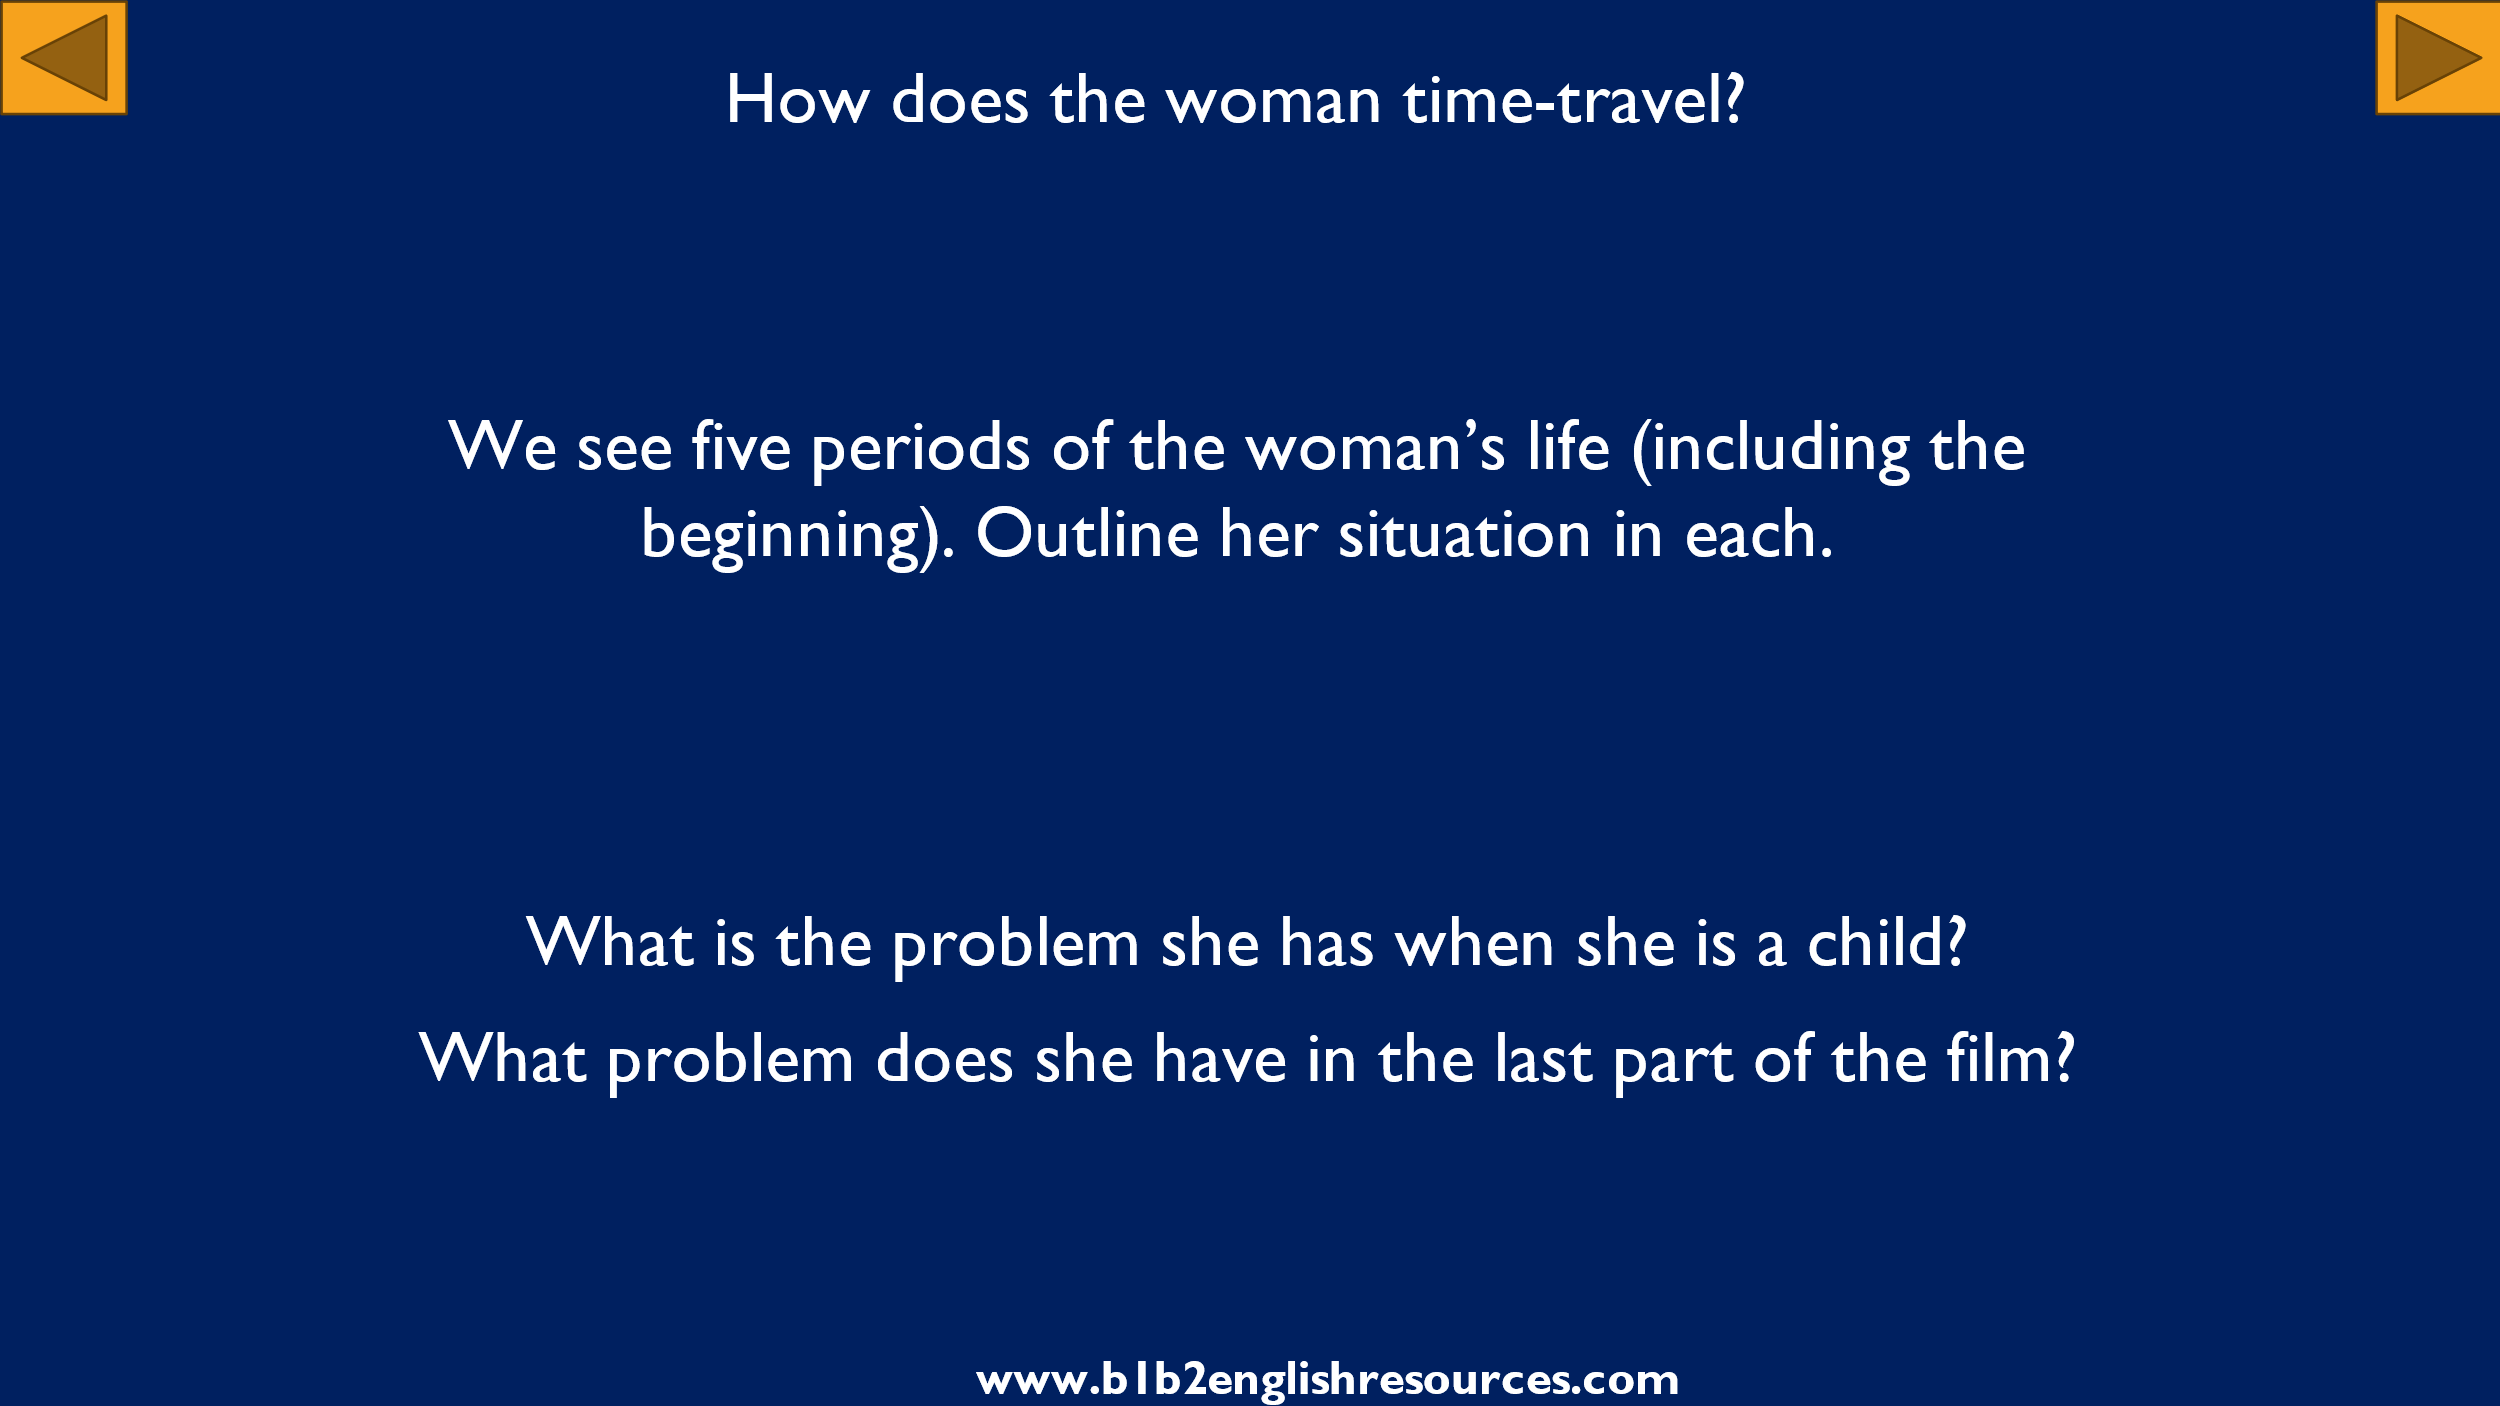 How does the woman time-travel?
We see five periods of the woman’s life (including the
beginning). Outline her situation in each.
What is the problem she has when she is a child?
What problem does she have in the last part of the film?
www.b1b2englishresources.com